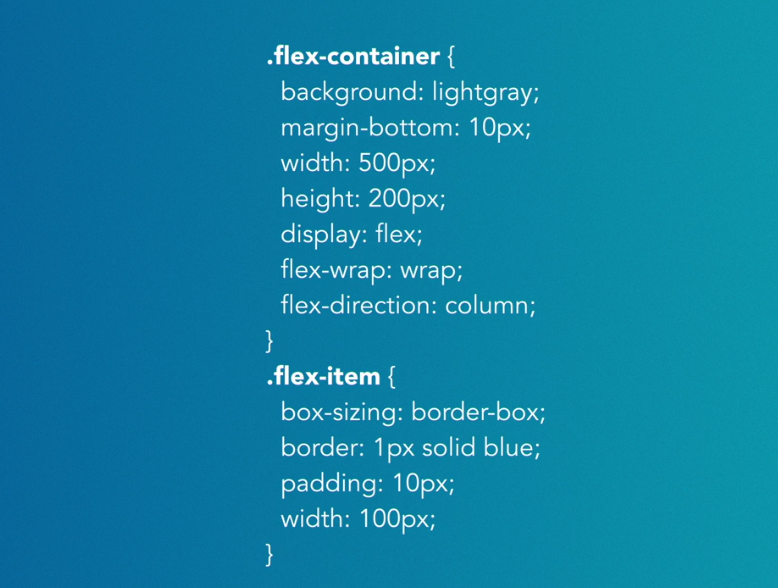 .flex-container {
background: lightgray;
margin-bottom: 10px;
width: 500px;
height: 200px;
display: flex;
flex-wrap: wrap;
flex-direction: column;
}
.flex-item {
box-sizing: border-box;
border: 1px solid blue;
padding: 10px;
width: 100px;
}